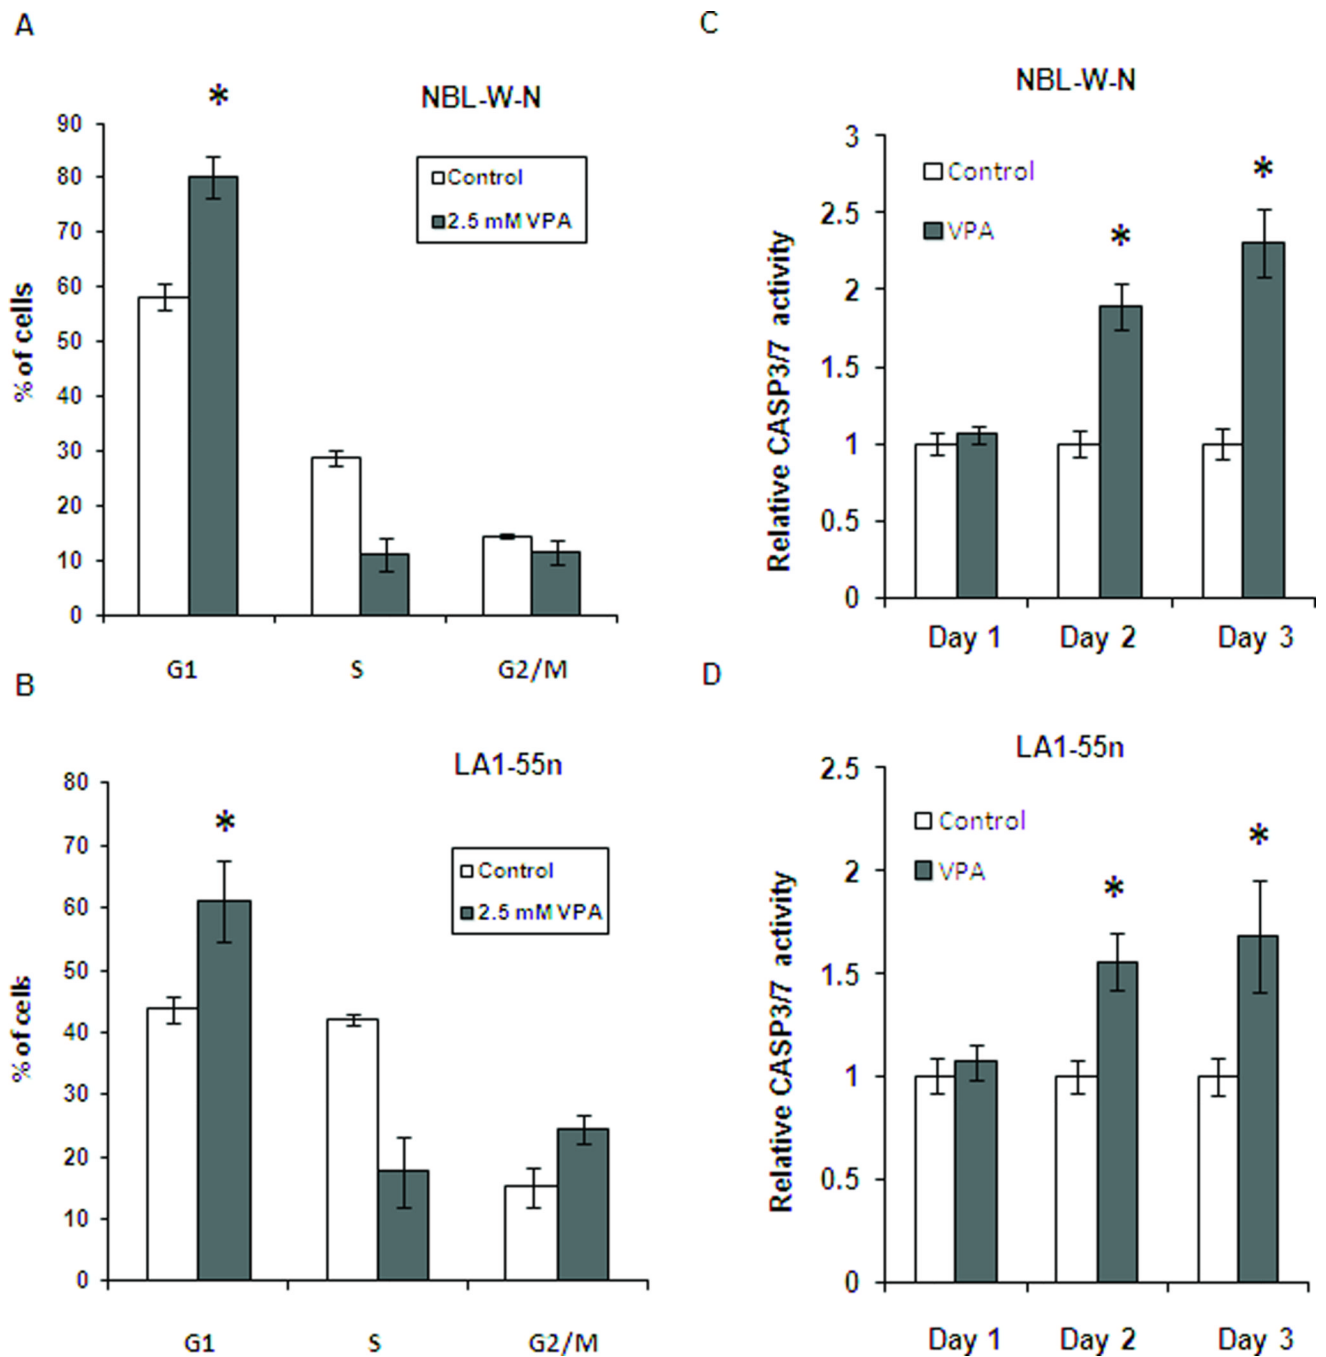 A
NBL-W-N
*
% of cells
90
80
70
60
50
40
30
20
10
0
Control
2.5 mM VPA
G1 S G2/M
B
LA1-55n
*
% of cells
80
70
60
50
40
30
20
10
0
Control
2.5 mM VPA
G1 S G2/M
C
NBL-W-N
Relative CASP3/7 activity
3
2.5
2
1.5
1
0.5
0
Control
VPA
*
*
Day 1 Day 2 Day 3
D
LA1-55n
Relative CASP3/7 activity
2.5
2
1.5
1
0.5
0
Control
VPA
*
*
Day 1 Day 2 Day 3